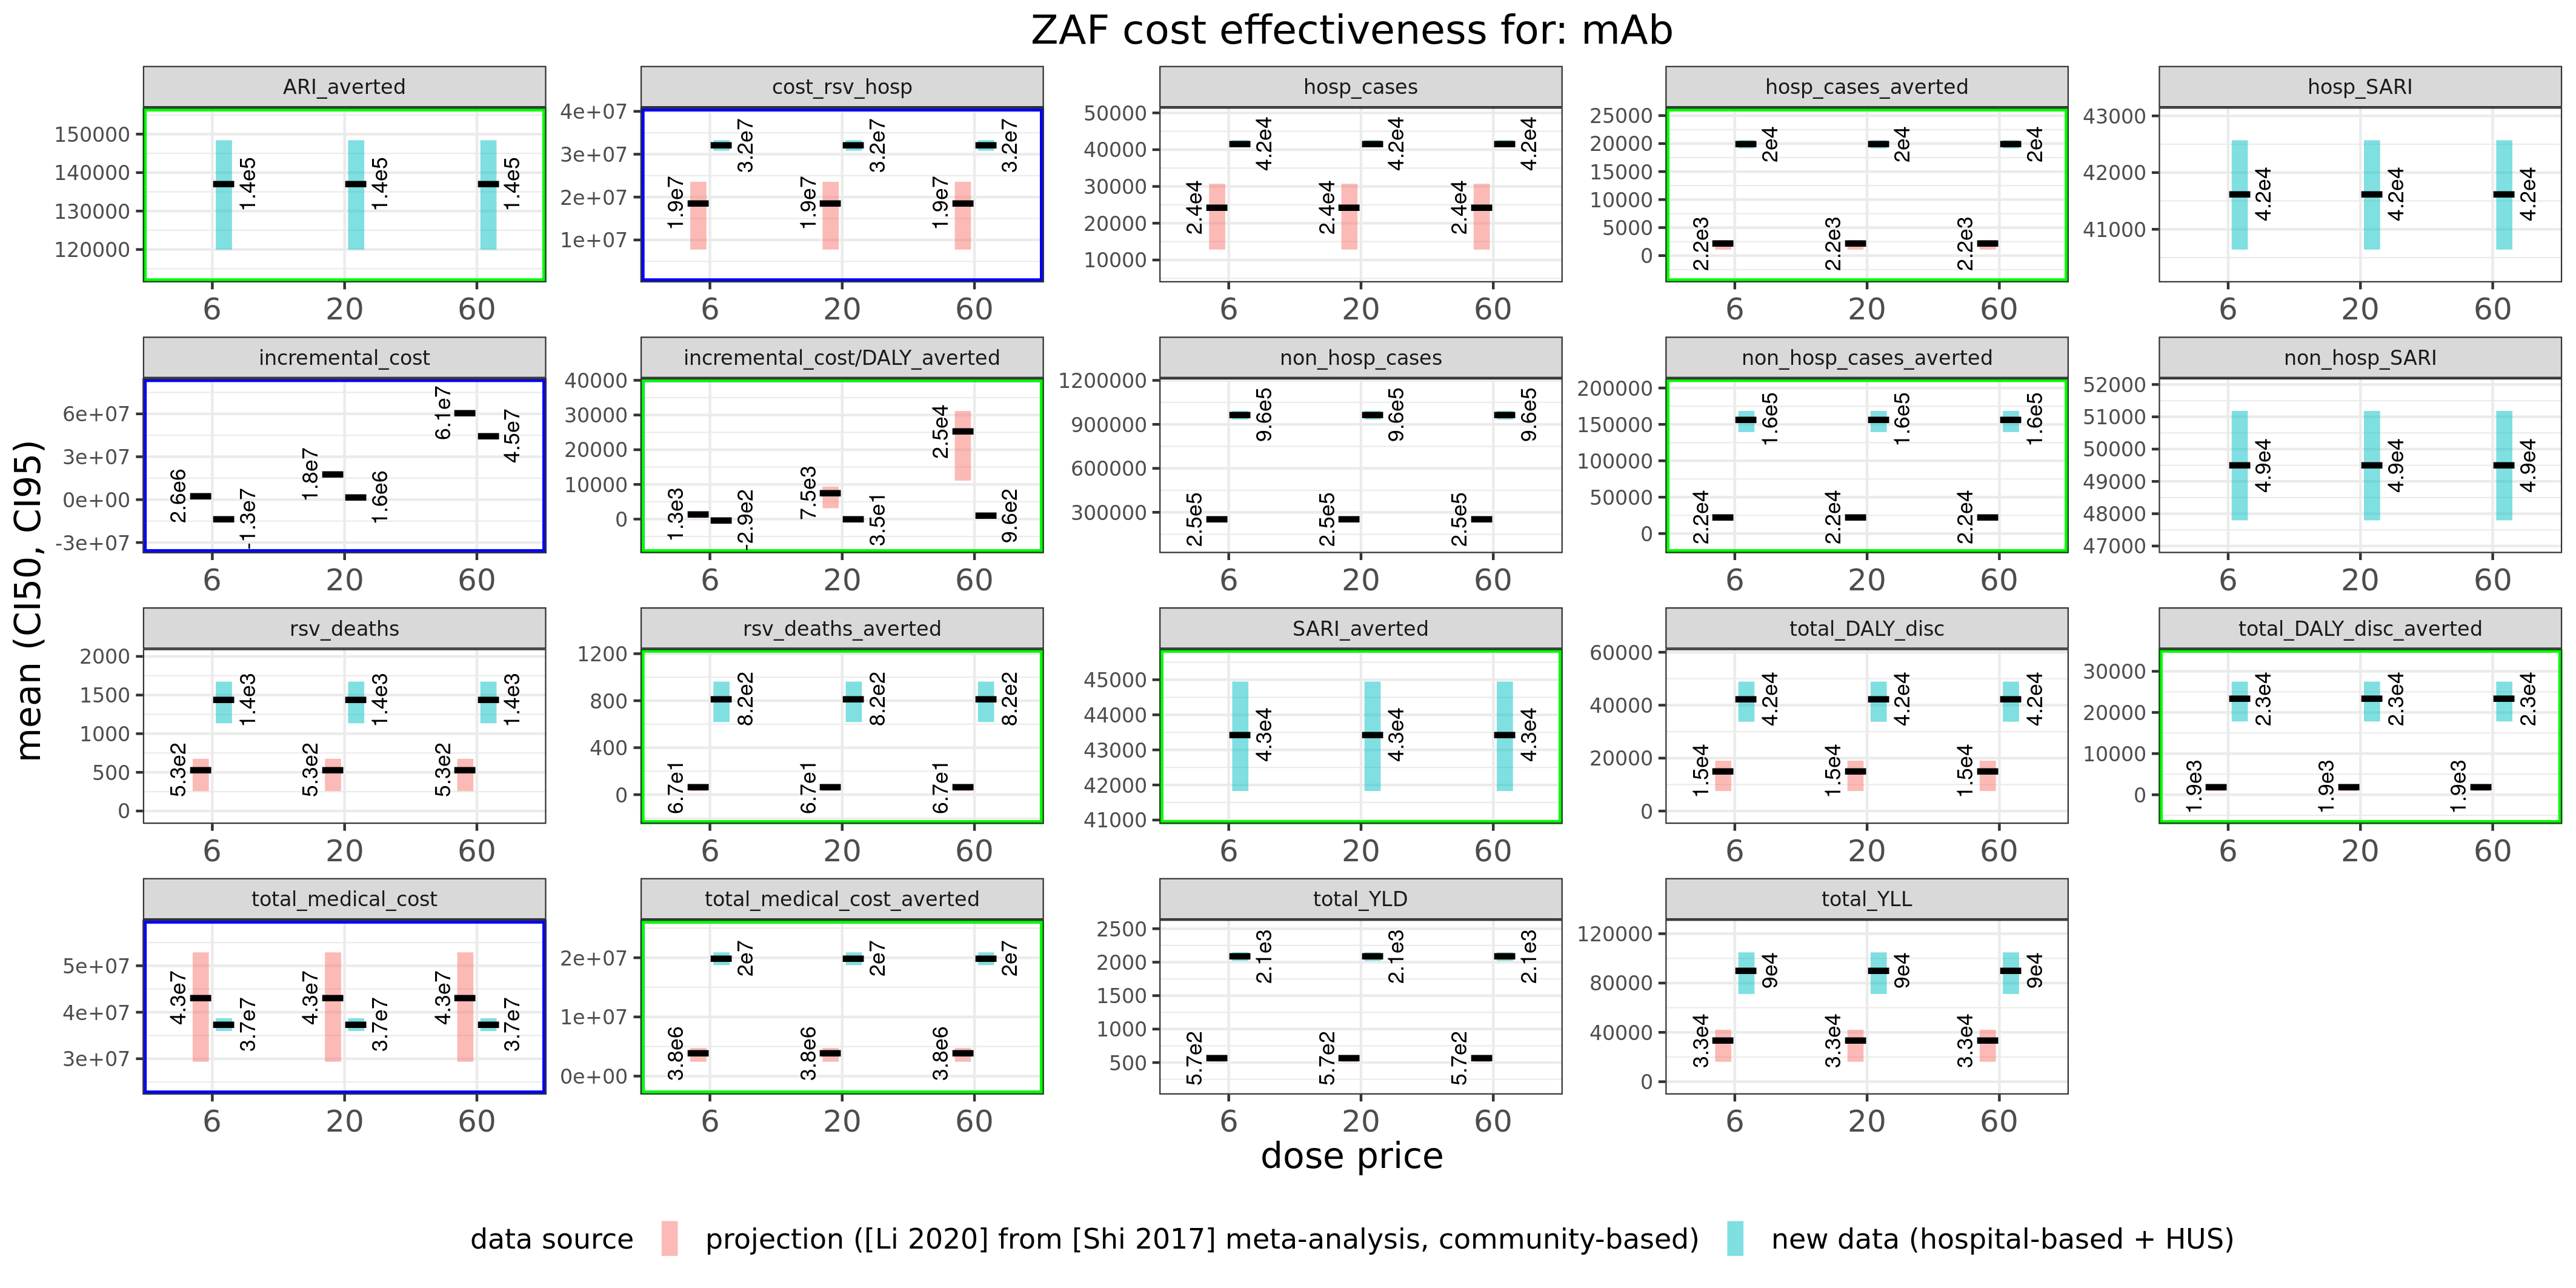 ZAF cost effectiveness for: mAb
mean (CI50, CI95)
ARI_averted
150000
140000
130000
120000
1.4e5
1.4e5
1.4e5
6 20 60
cost_rsv_hosp
4e+07
3e+07
2e+07
1e+07
1.9e7 3.2e7
1.9e7 3.2e7
1.9e7 3.2e7
6 20 60
hosp_cases
50000
40000
30000
20000
10000
2.4e4 4.2e4
2.4e4 4.2e4
2.4e4 4.2e4
6 20 60
hosp_cases_averted
25000
20000
15000
10000
5000
0
2.2e3 2e4
2.2e3 2e4
2.2e3 2e4
6 20 60
hosp_SARI
43000
42000
41000
4.2e4
4.2e4
4.2e4
6 20 60
incremental_cost
6e+07
3e+07
0e+00
-3e+07
2.6e6 -1.3e7
1.8e7 1.6e6
6.1e7 4.5e7
6 20 60
incremental_cost/DALY_averted
40000
30000
20000
10000
0
1.3e3 -2.9e2
7.5e3 3.5e1
2.5e4 9.6e2
6 20 60
non_hosp_cases
1200000
900000
600000
300000
2.5e5 9.6e5
2.5e5 9.6e5
2.5e5 9.6e5
6 20 60
non_hosp_cases_averted
200000
150000
100000
50000
0
2.2e4 1.6e5
2.2e4 1.6e5
2.2e4 1.6e5
6 20 60
non_hosp_SARI
52000
51000
50000
49000
48000
47000
4.9e4
4.9e4
4.9e4
6 20 60
rsv_deaths
2000
1500
1000
500
0
5.3e2 1.4e3
5.3e2 1.4e3
5.3e2 1.4e3
6 20 60
rsv_deaths_averted
1200
800
400
0
6.7e1 8.2e2
6.7e1 8.2e2
6.7e1 8.2e2
6 20 60
SARI_averted
45000
44000
43000
42000
41000
4.3e4
4.3e4
4.3e4
6 20 60
total_DALY_disc
60000
40000
20000
0
1.5e4 4.2e4
1.5e4 4.2e4
1.5e4 4.2e4
6 20 60
total_DALY_disc_averted
30000
20000
10000
0
1.9e3 2.3e4
1.9e3 2.3e4
1.9e3 2.3e4
6 20 60
total_medical_cost
5e+07
4e+07
3e+07
4.3e7 3.7e7
4.3e7 3.7e7
4.3e7 3.7e7
6 20 60
total_medical_cost_averted
2e+07
1e+07
0e+00
3.8e6 2e7
3.8e6 2e7
3.8e6 2e7
6 20 60
total_YLD
2500
2000
1500
1000
500
5.7e2 2.1e3
5.7e2 2.1e3
5.7e2 2.1e3
6 20 60
total_YLL
120000
80000
40000
0
3.3e4 9e4
3.3e4 9e4
3.3e4 9e4
6 20 60
dose price
data source projection ([Li 2020] from [Shi 2017] meta-analysis, community-based) new data (hospital-based + HUS)